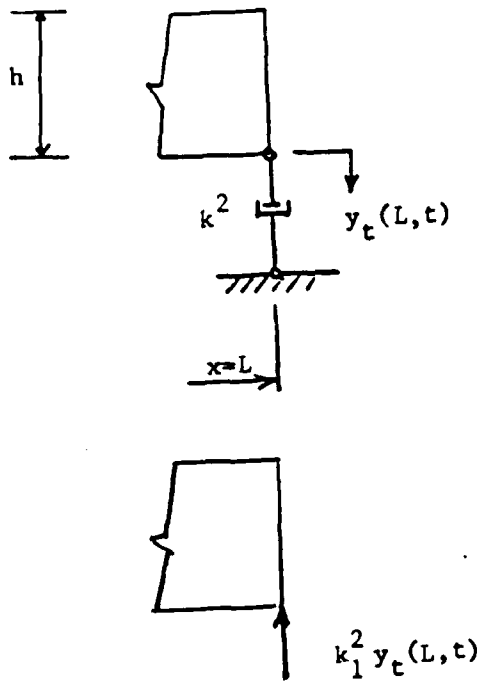 h
k²
y_t(L,t)
x=L
k₁² y_t(L,t)